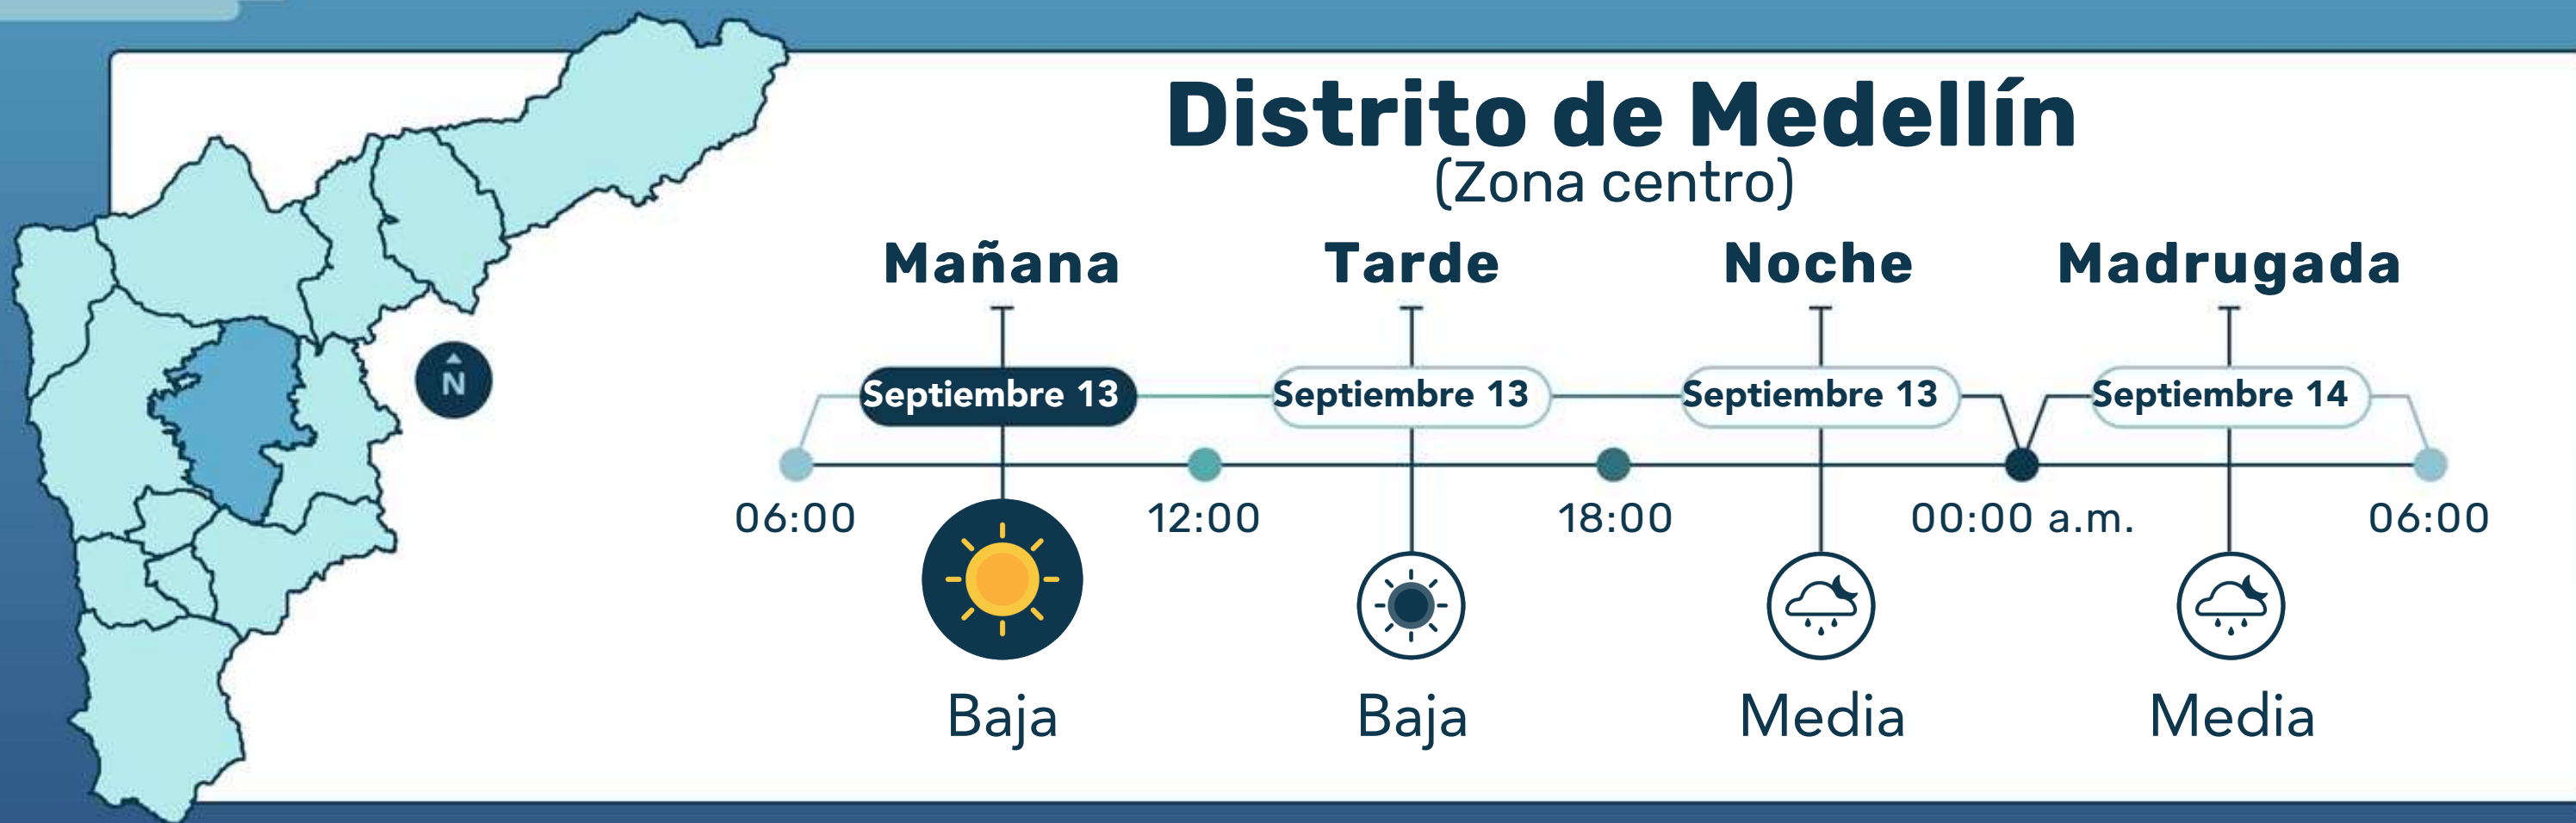 Distrito de Medellín
(Zona centro)
Mañana Tarde Noche Madrugada
Septiembre 13 Septiembre 13 Septiembre 13 Septiembre 14
N
06:00 12:00 18:00 00:00 a.m. 06:00
Baja Baja Media Media